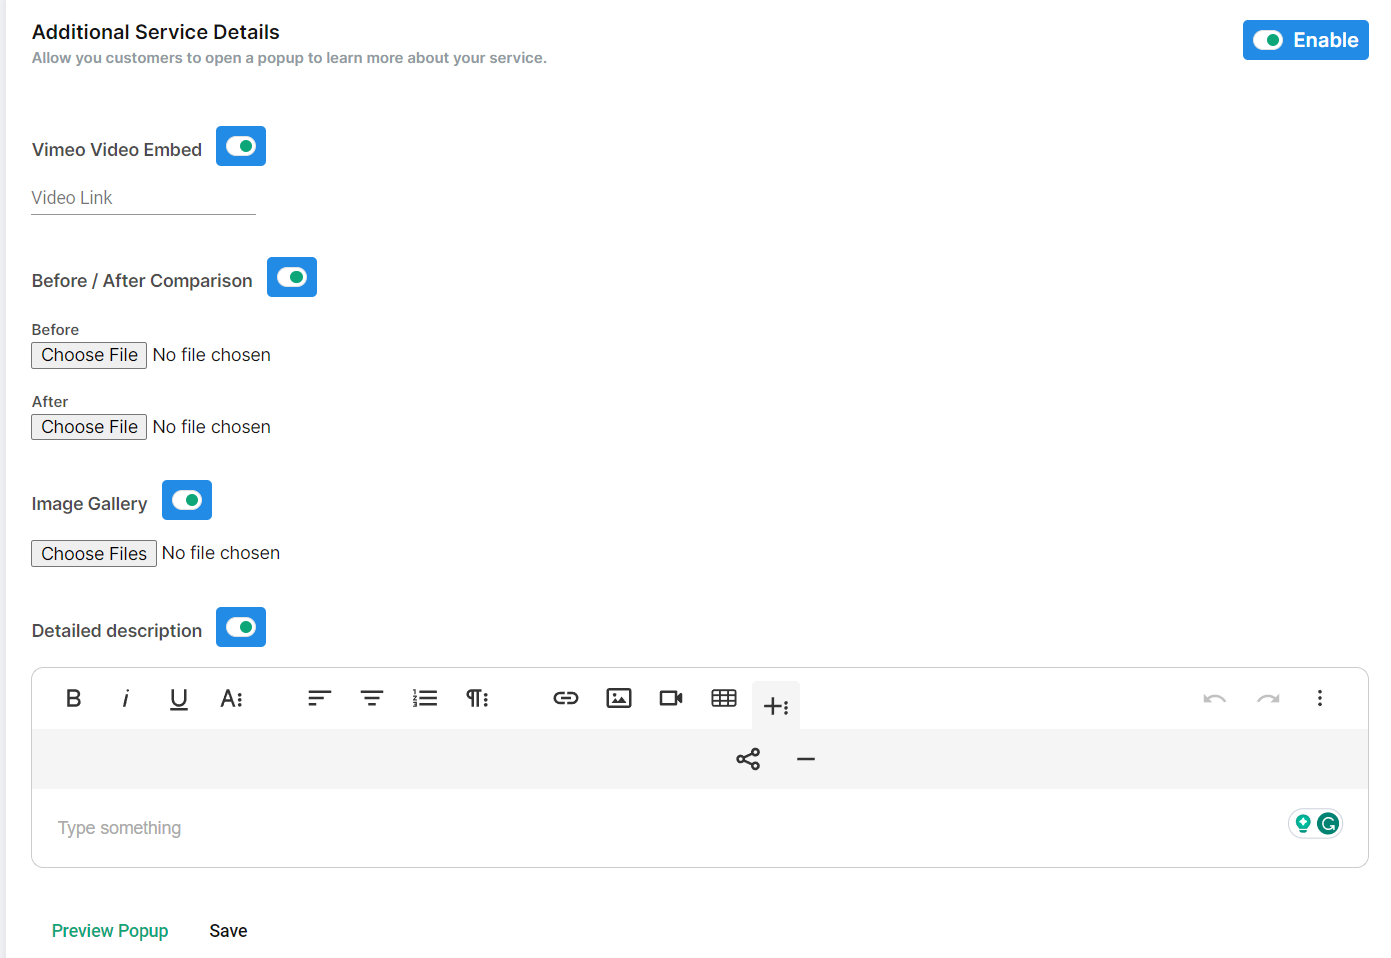 Additional Service Details
Enable
Allow you customers to open a popup to learn more about your service.
Vimeo Video Embed
Video Link
Before / After Comparison
Before
Choose File No file chosen
After
Choose File No file chosen
Image Gallery
Choose Files No file chosen
Detailed description
B i U A
Type something
Preview Popup Save